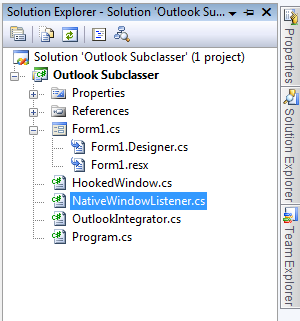 Solution Explorer - Solution 'Outlook Su...
Solution 'Outlook Subclasser' (1 project)
Outlook Subclasser
Properties
References
Form1.cs
Form1.Designer.cs
Form1.resx
HookedWindow.cs
NativeWindowListener.cs
OutlookIntegrator.cs
Program.cs
Properties
Solution Explorer
Team Explorer